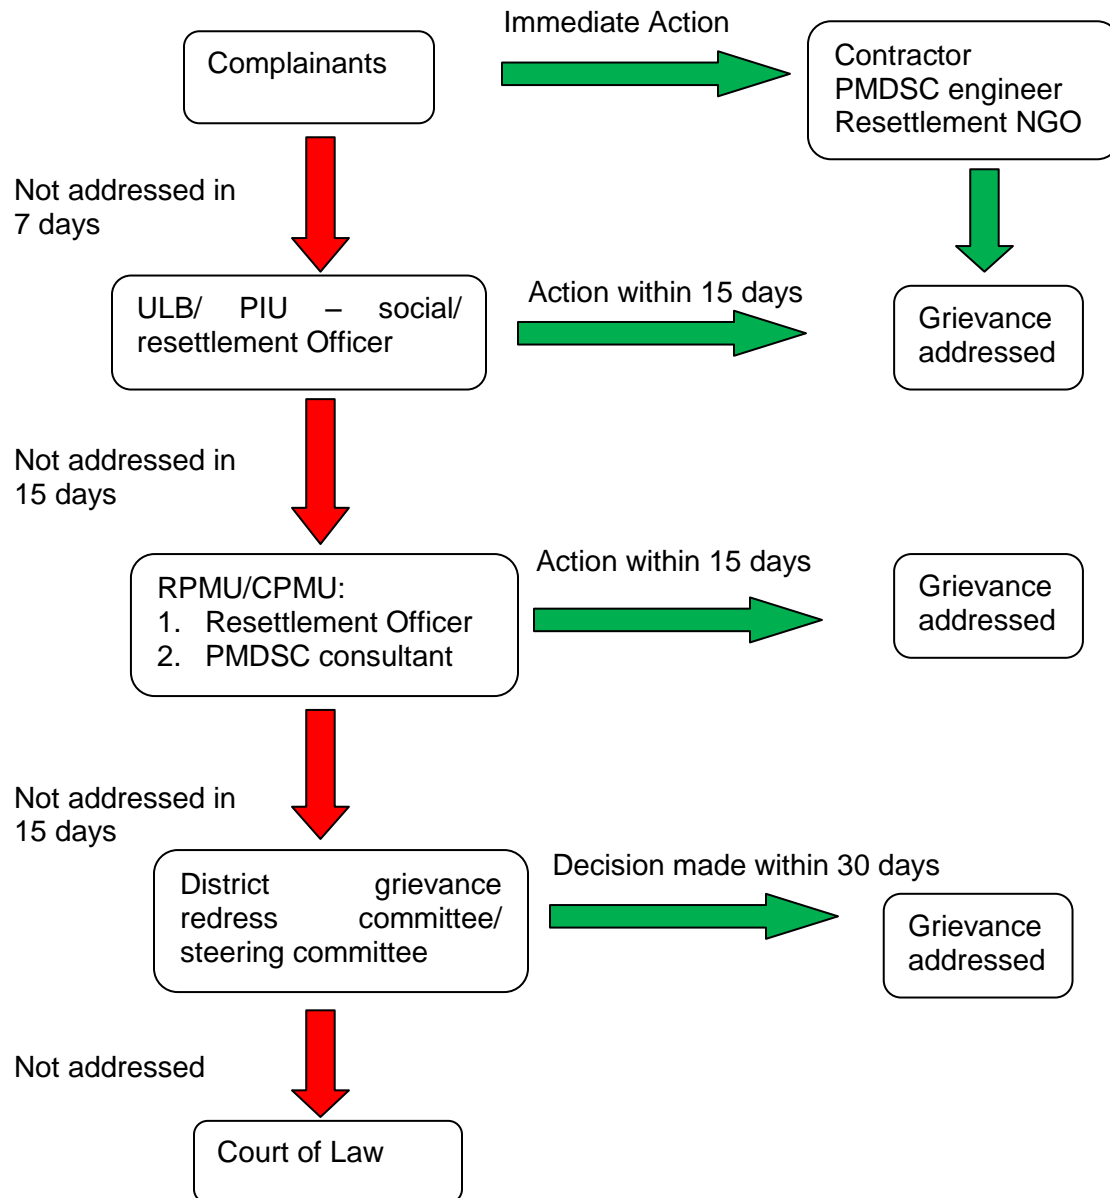 Immediate Action
Complainants
Contractor
PMDSC engineer
Resettlement NGO
Not addressed in
7 days
ULB/ PIU – social/
resettlement Officer
Action within 15 days
Grievance
addressed
Not addressed in
15 days
RPMU/CPMU:
1. Resettlement Officer
2. PMDSC consultant
Action within 15 days
Grievance
addressed
Not addressed in
15 days
District grievance
redress committee/
steering committee
Decision made within 30 days
Grievance
addressed
Not addressed
Court of Law